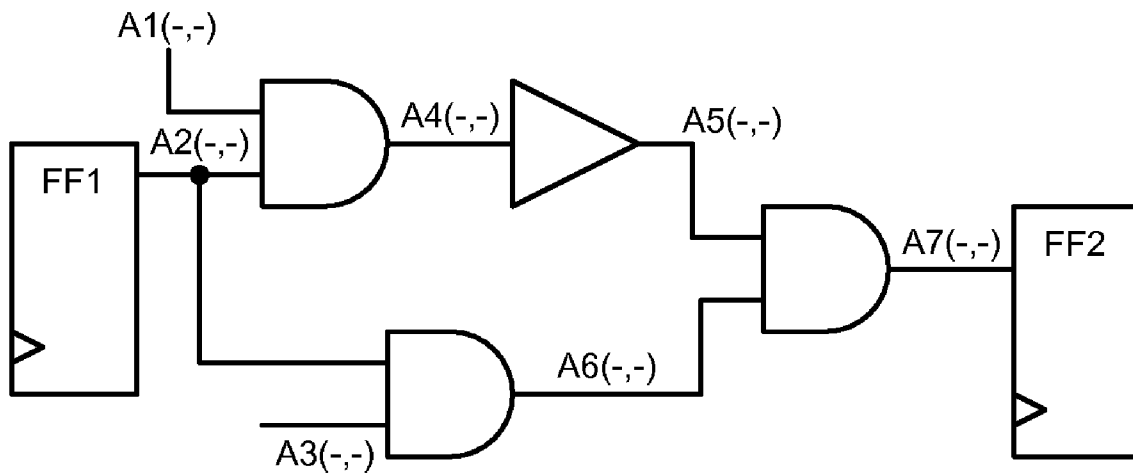 A1(-,-)
A2(-,-)
A4(-,-)
A5(-,-)
FF1
A7(-,-)
FF2
A6(-,-)
A3(-,-)